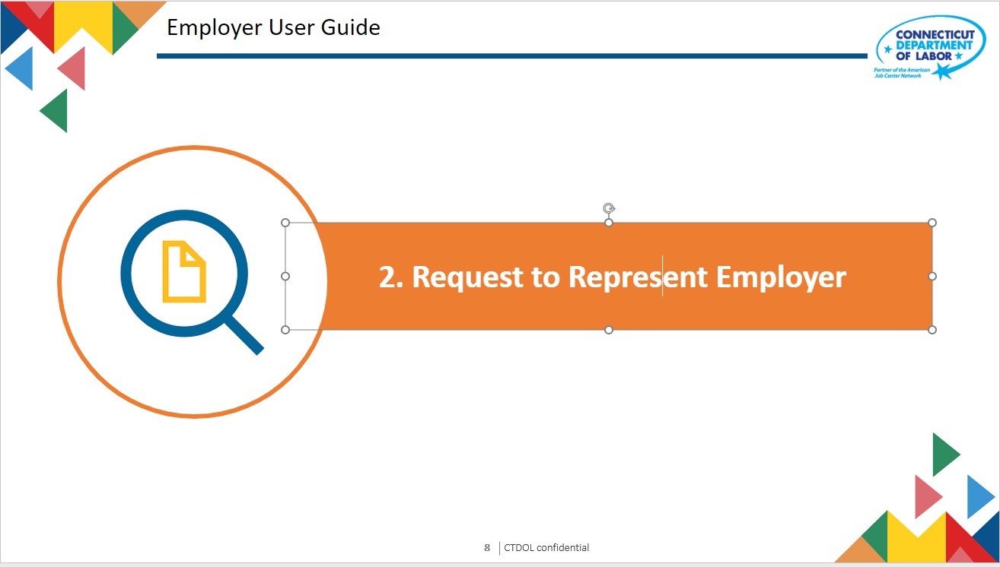 Employer User Guide
CONNECTICUT
DEPARTMENT
OF LABOR
Partner of the American
Job Center Network
2. Request to Represent Employer
8 CTDOL confidential